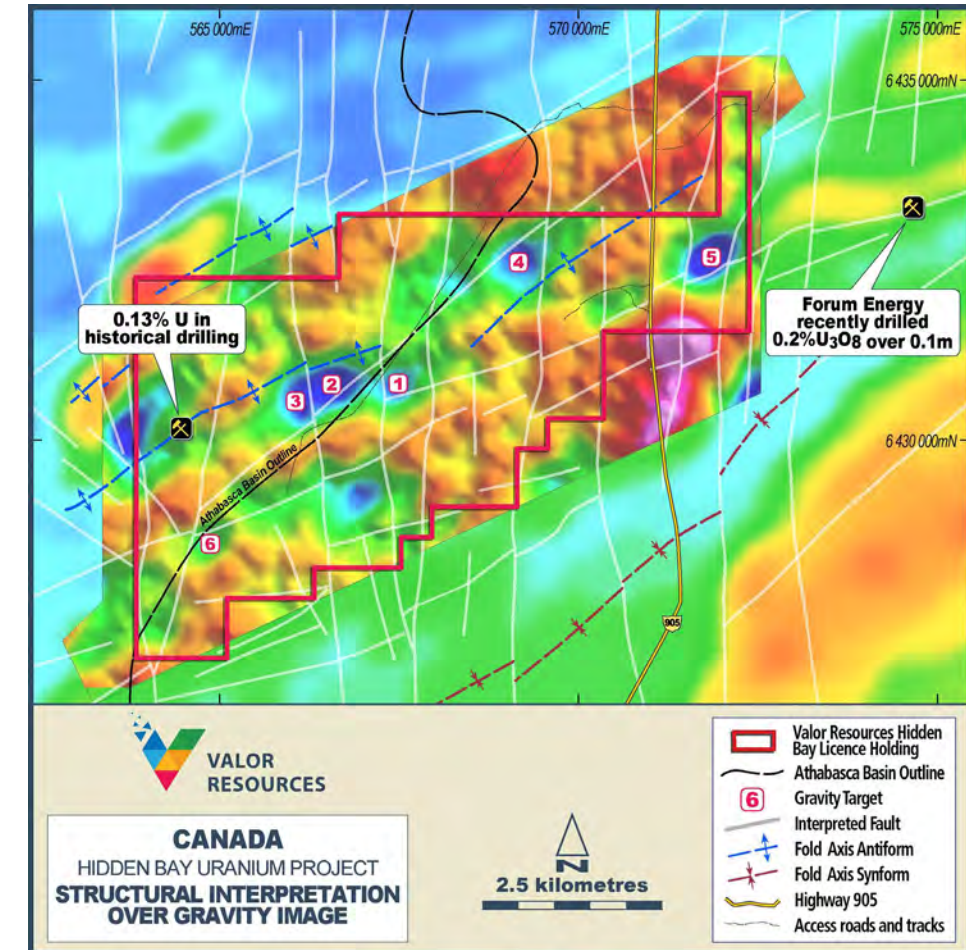 565 000mE
570 000mE
575 000mE
6 435 000mN
4
5
0.13% U in
historical drilling
Forum Energy
recently drilled
0.2%U₃O₈ over 0.1m
3
2
1
6 430 000mN
Athabasca Basin Outline
6
905
VALOR
RESOURCES
CANADA
HIDDEN BAY URANIUM PROJECT
STRUCTURAL INTERPRETATION
OVER GRAVITY IMAGE
N
2.5 kilometres
Valor Resources Hidden
Bay Licence Holding
Athabasca Basin Outline
6
Gravity Target
Interpreted Fault
Fold Axis Antiform
Fold Axis Synform
Highway 905
Access roads and tracks